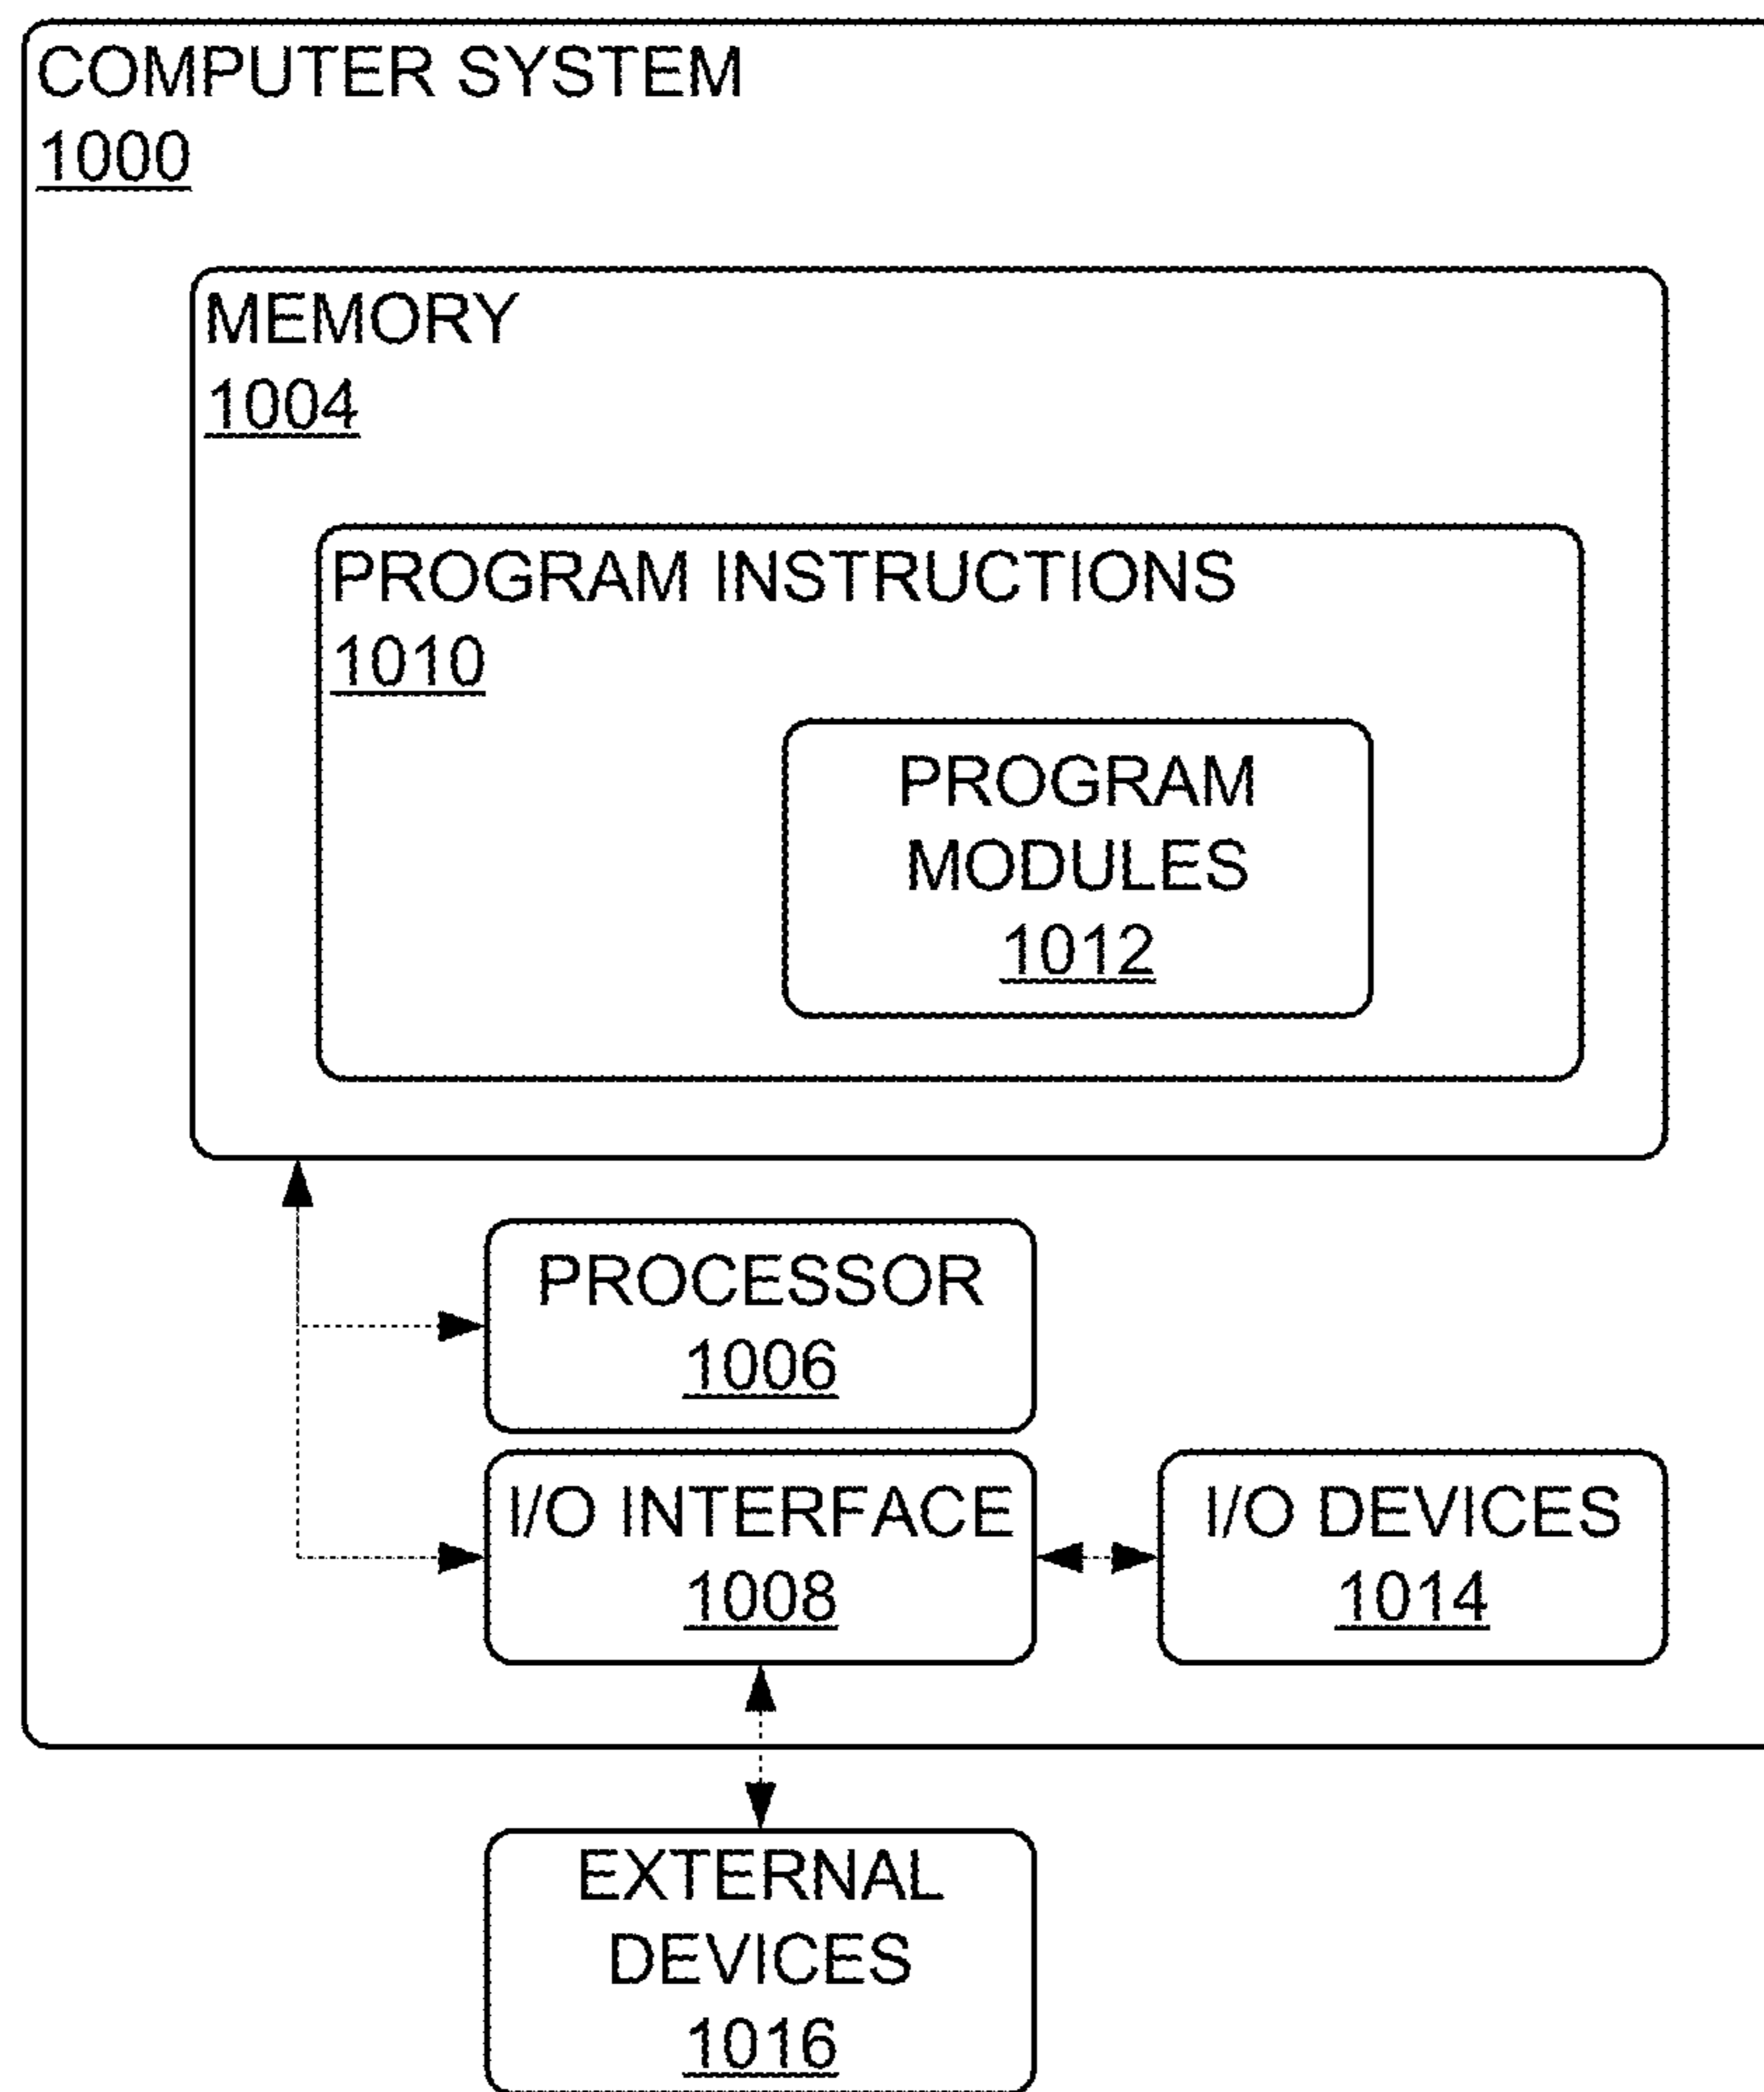 COMPUTER SYSTEM
1000
MEMORY
1004
PROGRAM INSTRUCTIONS
1010
PROGRAM
MODULES
1012
PROCESSOR
1006
I/O INTERFACE
1008
I/O DEVICES
1014
EXTERNAL
DEVICES
1016